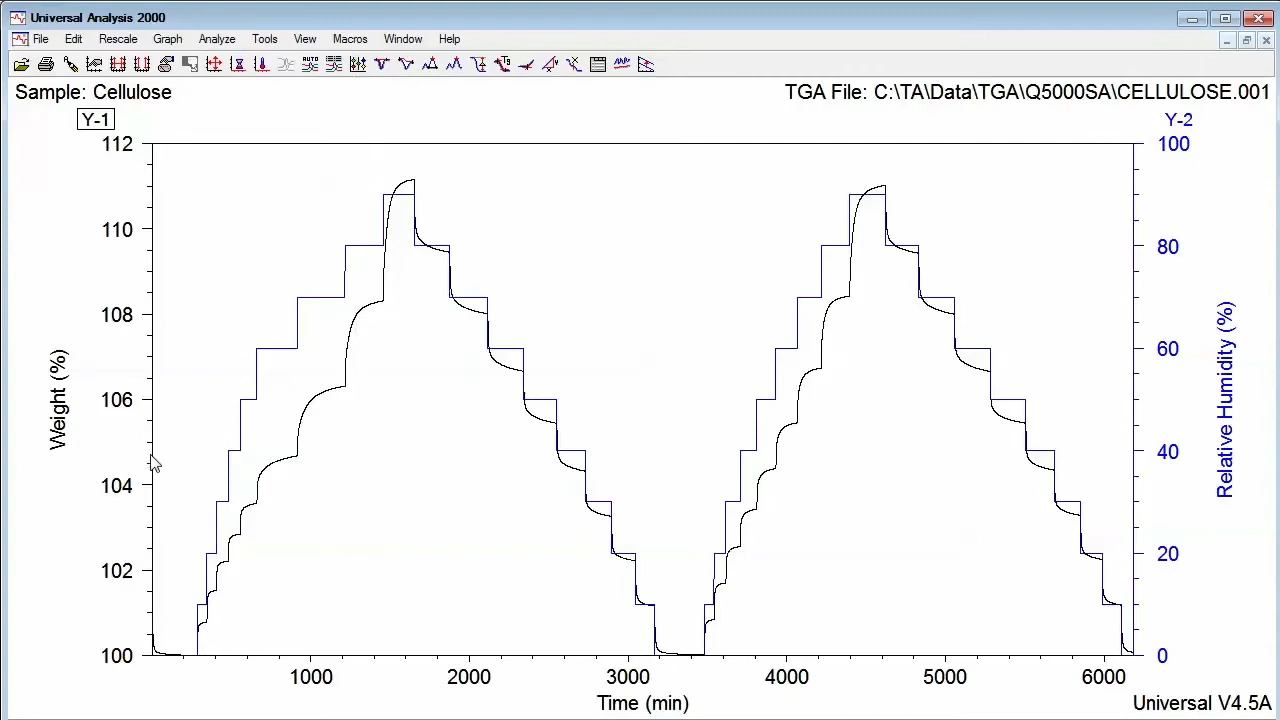 Universal Analysis 2000
File Edit Rescale Graph Analyze Tools View Macros Window Help
Sample: Cellulose
TGA File: C:\TA\Data\TGA\Q5000SA\CELLULOSE.001
Y-1
Y-2
112
110
108
106
104
102
100
Weight (%)
100
80
60
40
20
0
Relative Humidity (%)
1000 2000 3000 4000 5000 6000
Time (min)
Universal V4.5A